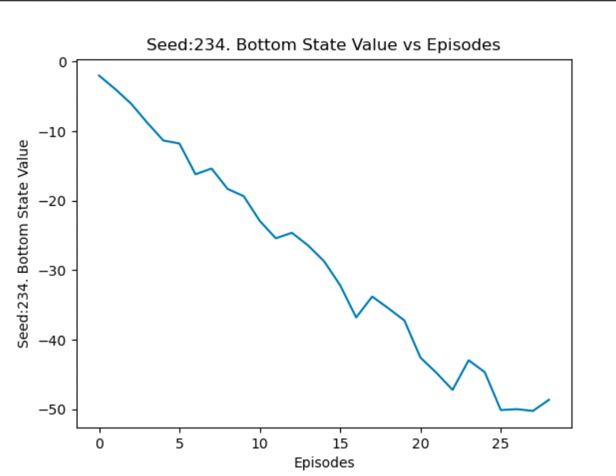 Seed:234. Bottom State Value vs Episodes
Seed:234. Bottom State Value
0
−10
−20
−30
−40
−50
0 5 10 15 20 25
Episodes